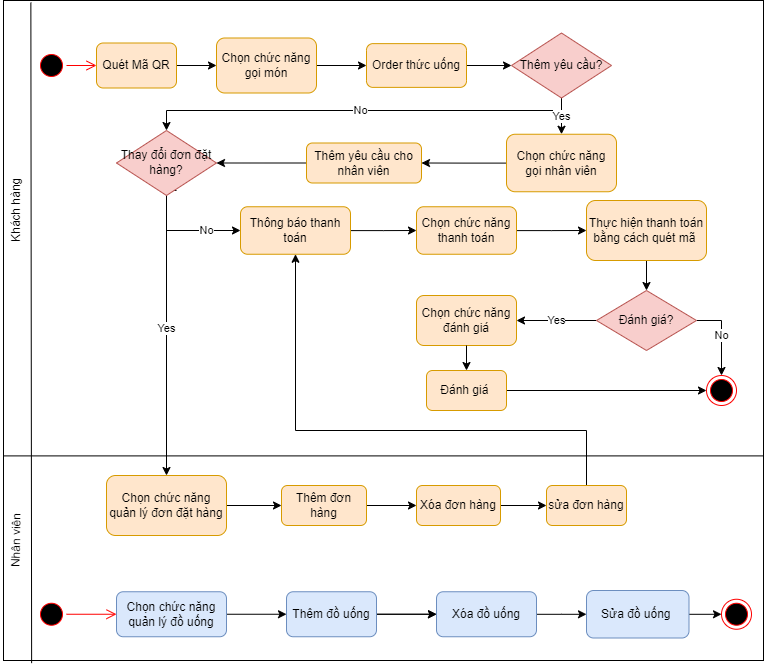 Khách hàng
Quét Mã QR
Chọn chức năng
gọi món
Order thức uống
Thêm yêu cầu?
No
Yes
Thay đổi đơn đặt
hàng?
Thêm yêu cầu cho
nhân viên
Chọn chức năng
gọi nhân viên
No
Thông báo thanh
toán
Chọn chức năng
thanh toán
Thực hiện thanh toán
bằng cách quét mã
Yes
Chọn chức năng
đánh giá
Yes
Đánh giá?
No
Đánh giá
Nhân viên
Chọn chức năng
quản lý đơn đặt hàng
Thêm đơn
hàng
Xóa đơn hàng
sửa đơn hàng
Chọn chức năng
quản lý đồ uống
Thêm đồ uống
Xóa đồ uống
Sửa đồ uống